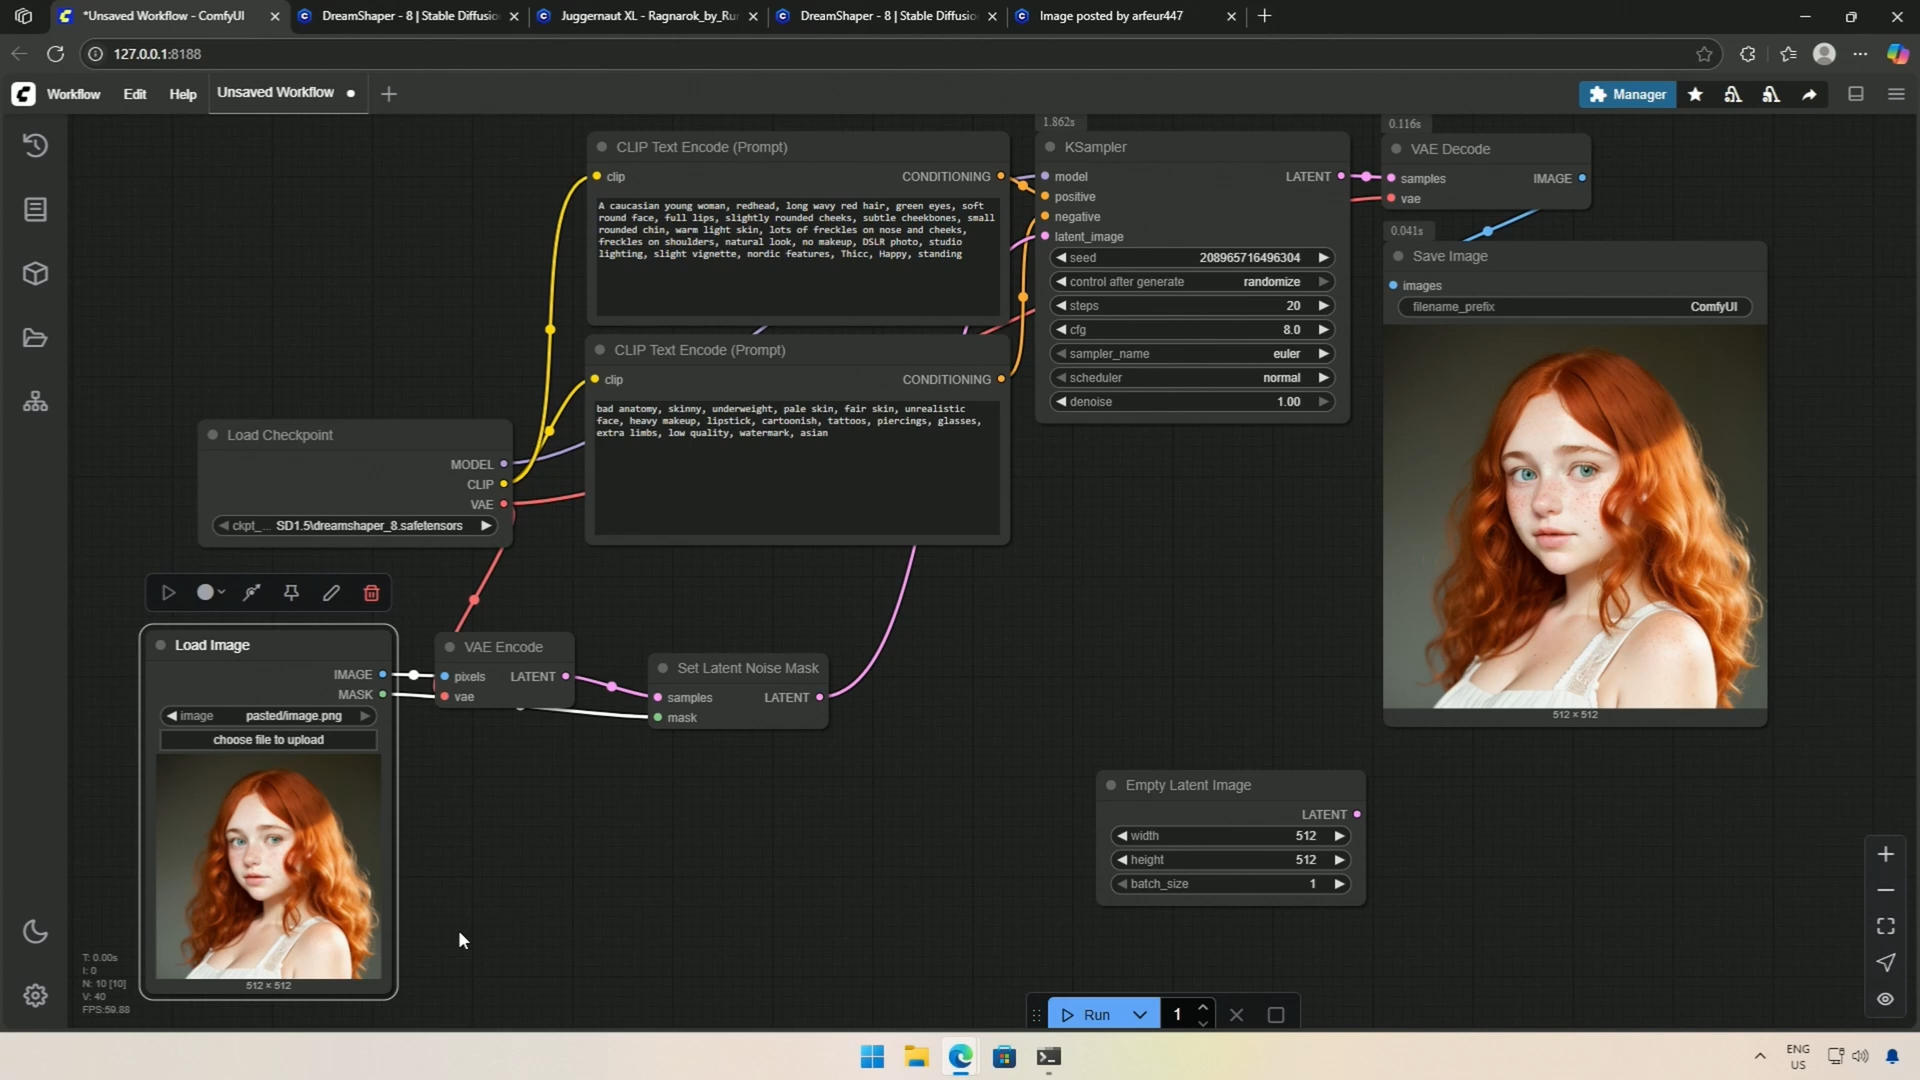 *Unsaved Workflow - ComfyUI
DreamShaper - 8 | Stable Diffusio
Juggernaut XL - Ragnarok_by_Ru
DreamShaper - 8 | Stable Diffusio
Image posted by arfeur447
127.0.0.1:8188
Workflow
Edit
Help
Unsaved Workflow
Manager
CLIP Text Encode (Prompt)
clip
CONDITIONING
A caucasian young woman, redhead, long wavy red hair, green eyes, soft
round face, full lips, slightly rounded cheeks, subtle cheekbones, small
rounded chin, warm light skin, lots of freckles on nose and cheeks,
freckles on shoulders, natural look, no makeup, DSLR photo, studio
lighting, slight vignette, nordic features, Thicc, Happy, standing
CLIP Text Encode (Prompt)
clip
CONDITIONING
bad anatomy, skinny, underweight, pale skin, fair skin, unrealistic
face, heavy makeup, lipstick, cartoonish, tattoos, piercings, glasses,
extra limbs, low quality, watermark, asian
1.862s
KSampler
model
LATENT
positive
negative
latent_image
seed
208965716496304
control after generate
randomize
steps
20
cfg
8.0
sampler_name
euler
scheduler
normal
denoise
1.00
0.116s
VAE Decode
samples
IMAGE
vae
0.041s
Save Image
images
filename_prefix
ComfyUI
512 × 512
Load Checkpoint
MODEL
CLIP
VAE
ckpt_... SD1.5\dreamshaper_8.safetensors
Load Image
IMAGE
MASK
image
pasted/image.png
choose file to upload
512 × 512
VAE Encode
pixels
LATENT
vae
Set Latent Noise Mask
samples
LATENT
mask
Empty Latent Image
LATENT
width
512
height
512
batch_size
1
T: 0.00s
I: 0
N: 10 [10]
V: 40
FPS:59.88
Run
1
ENG
US